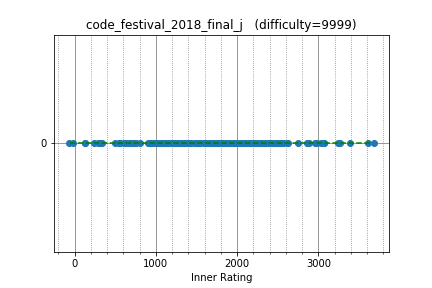 code_festival_2018_final_j (difficulty=9999)
0
0 1000 2000 3000
Inner Rating